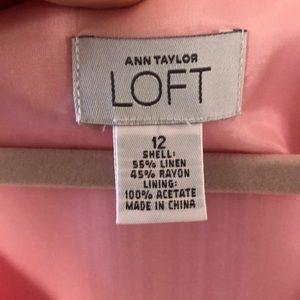 ANN TAYLOR
LOFT
12
SHELL:
55% LINEN
45% RAYON
LINING:
100% ACETATE
MADE IN CHINA